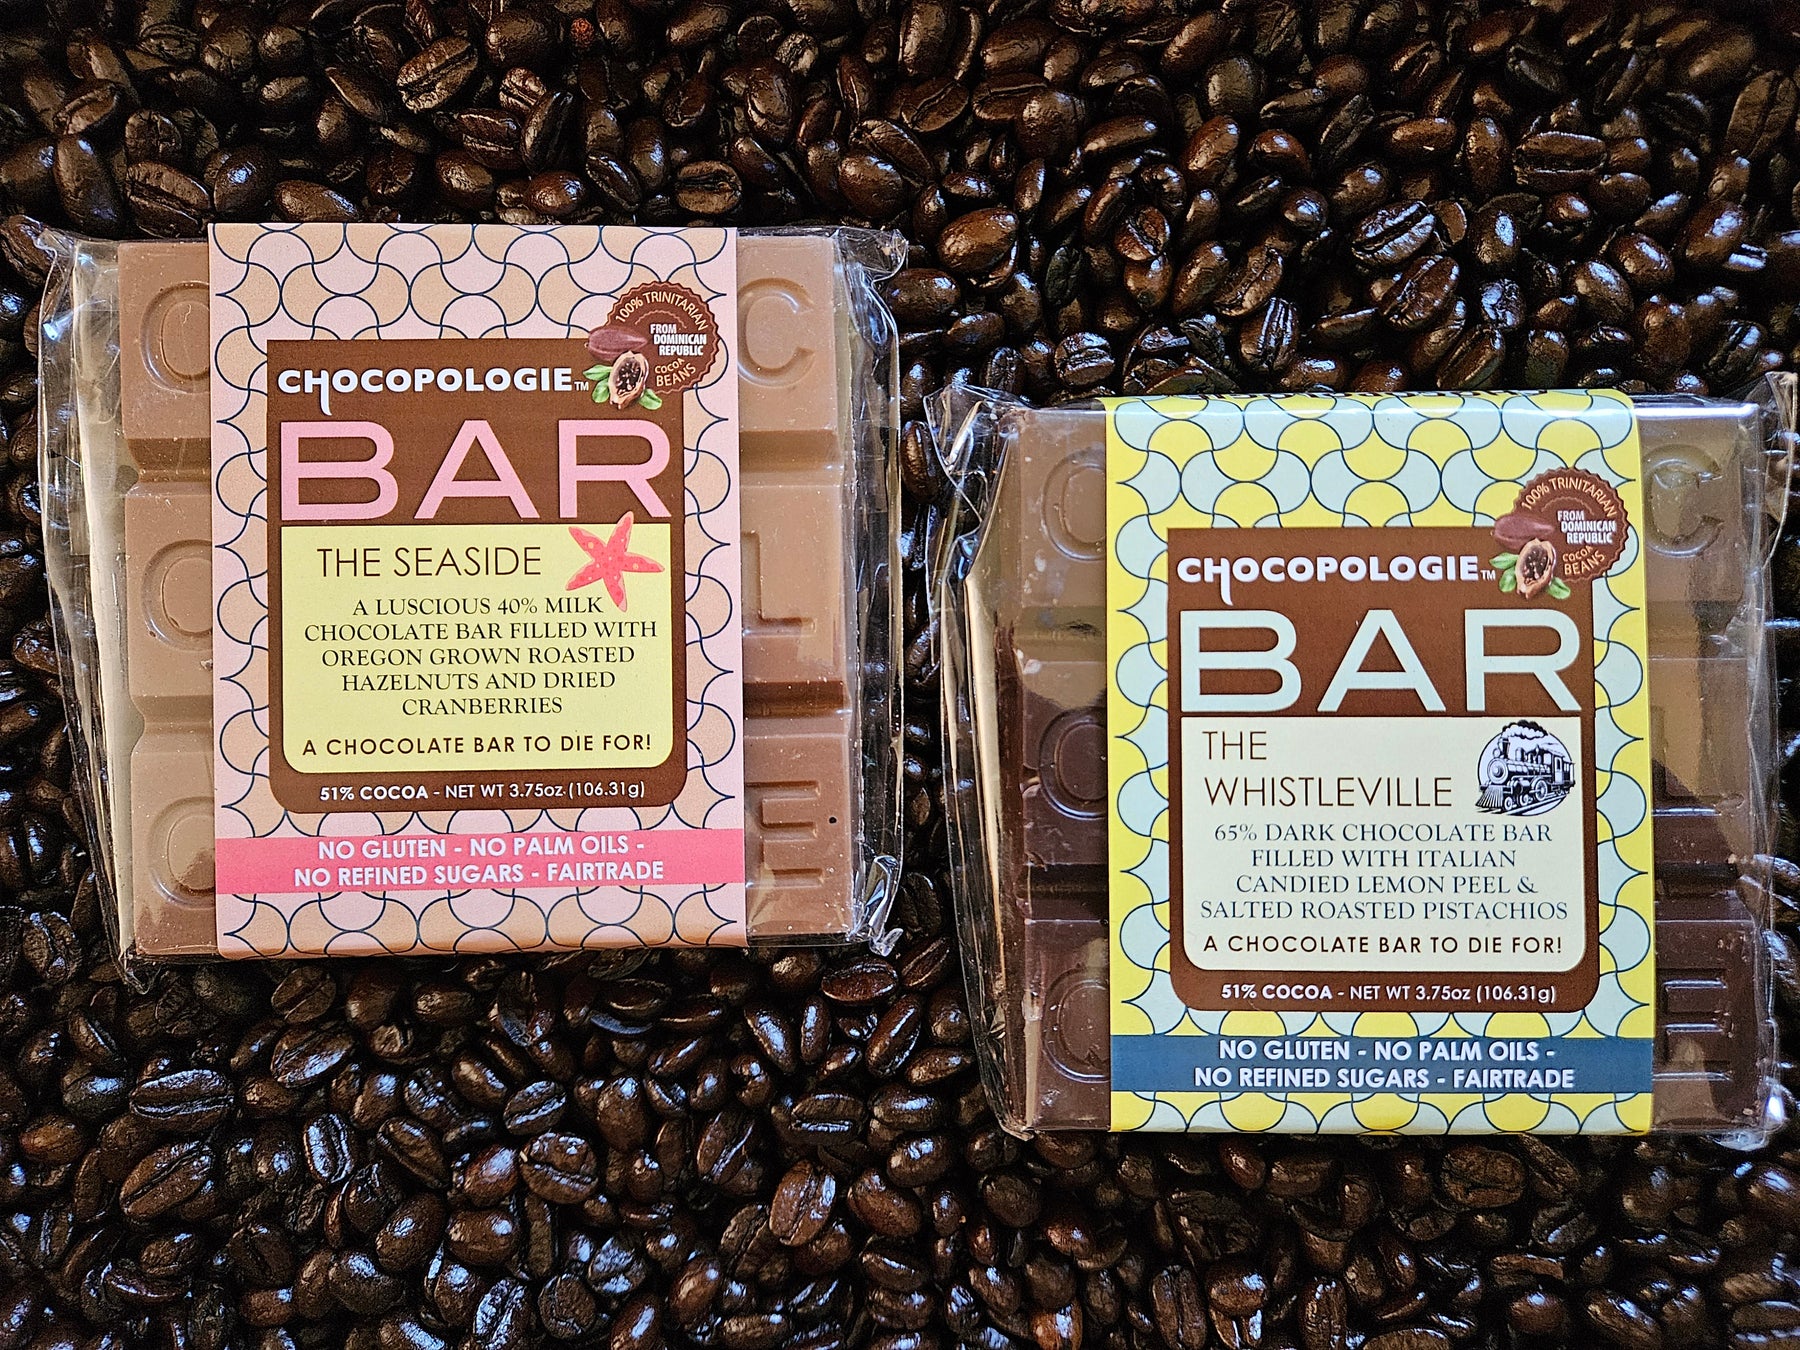 100% TRINITARIAN
FROM
DOMINICAN
REPUBLIC
COCOA
BEANS
CHOCOPOLOGIE™
BAR
THE SEASIDE
A LUSCIOUS 40% MILK
CHOCOLATE BAR FILLED WITH
OREGON GROWN ROASTED
HAZELNUTS AND DRIED
CRANBERRIES
A CHOCOLATE BAR TO DIE FOR!
51% COCOA - NET WT 3.75oz (106.31g)
NO GLUTEN - NO PALM OILS -
NO REFINED SUGARS - FAIRTRADE
C
L
E
100% TRINITARIAN
FROM
DOMINICAN
REPUBLIC
COCOA
BEANS
CHOCOPOLOGIE™
BAR
THE
WHISTLEVILLE
65% DARK CHOCOLATE BAR
FILLED WITH ITALIAN
CANDIED LEMON PEEL &
SALTED ROASTED PISTACHIOS
A CHOCOLATE BAR TO DIE FOR!
51% COCOA - NET WT 3.75oz (106.31g)
NO GLUTEN - NO PALM OILS -
NO REFINED SUGARS - FAIRTRADE
C
L
E